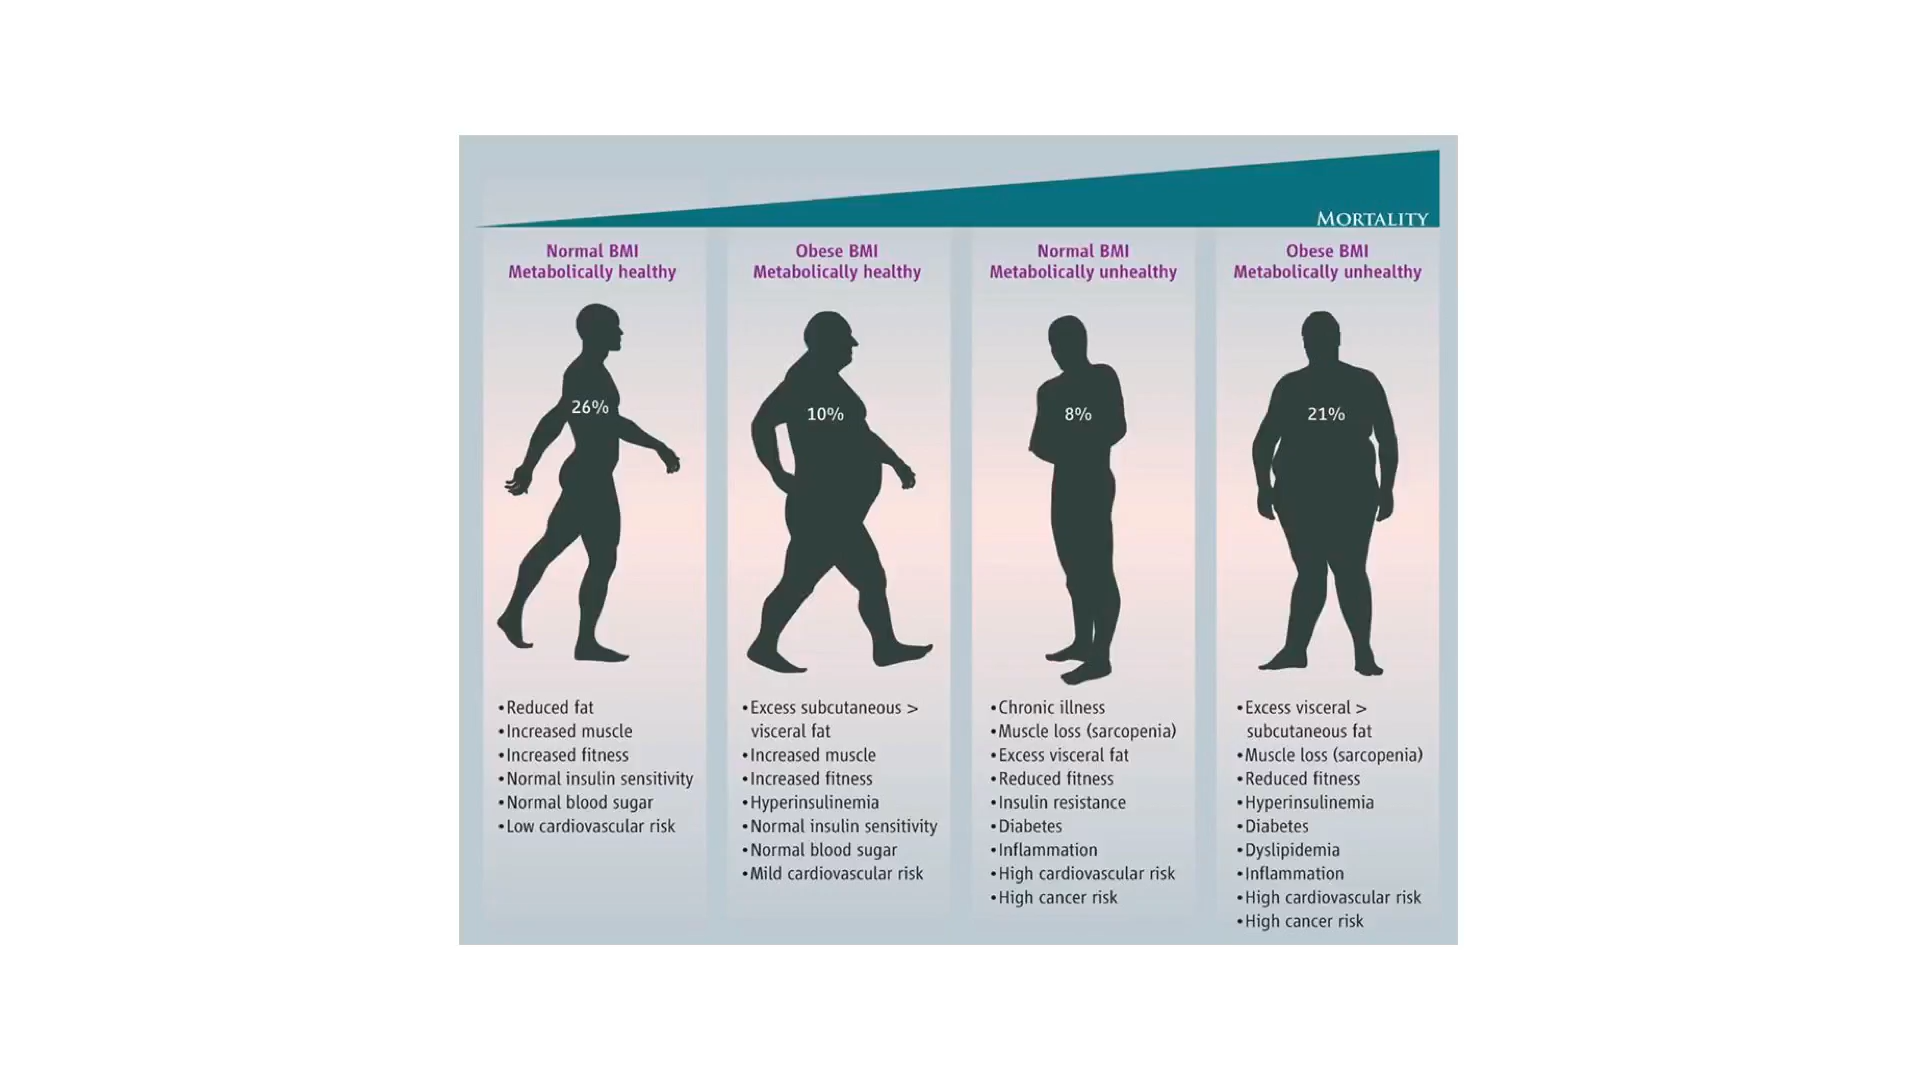 MORTALITY
Normal BMI
Metabolically healthy
26%
•Reduced fat
•Increased muscle
•Increased fitness
•Normal insulin sensitivity
•Normal blood sugar
•Low cardiovascular risk
Obese BMI
Metabolically healthy
10%
•Excess subcutaneous >
visceral fat
•Increased muscle
•Increased fitness
•Hyperinsulinemia
•Normal insulin sensitivity
•Normal blood sugar
•Mild cardiovascular risk
Normal BMI
Metabolically unhealthy
8%
•Chronic illness
•Muscle loss (sarcopenia)
•Excess visceral fat
•Reduced fitness
•Insulin resistance
•Diabetes
•Inflammation
•High cardiovascular risk
•High cancer risk
Obese BMI
Metabolically unhealthy
21%
•Excess visceral >
subcutaneous fat
•Muscle loss (sarcopenia)
•Reduced fitness
•Hyperinsulinemia
•Diabetes
•Dyslipidemia
•Inflammation
•High cardiovascular risk
•High cancer risk